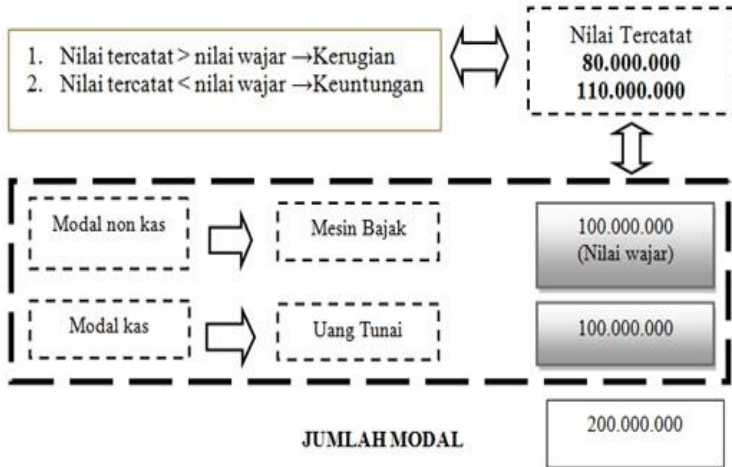 1. Nilai tercatat > nilai wajar →Kerugian
2. Nilai tercatat < nilai wajar →Keuntungan
Nilai Tercatat
80.000.000
110.000.000
Modal non kas
Mesin Bajak
100.000.000
(Nilai wajar)
Modal kas
Uang Tunai
100.000.000
JUMLAH MODAL
200.000.000